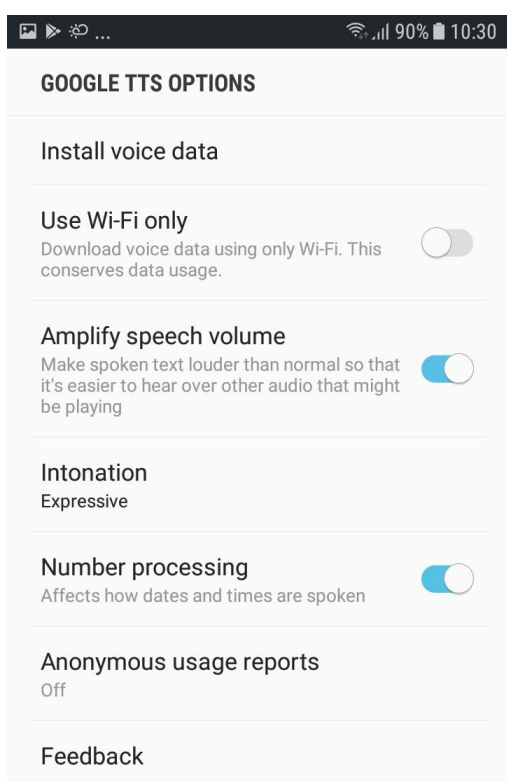 ... 90% 10:30
GOOGLE TTS OPTIONS
Install voice data
Use Wi-Fi only
Download voice data using only Wi-Fi. This
conserves data usage.
Amplify speech volume
Make spoken text louder than normal so that
it's easier to hear over other audio that might
be playing
Intonation
Expressive
Number processing
Affects how dates and times are spoken
Anonymous usage reports
Off
Feedback